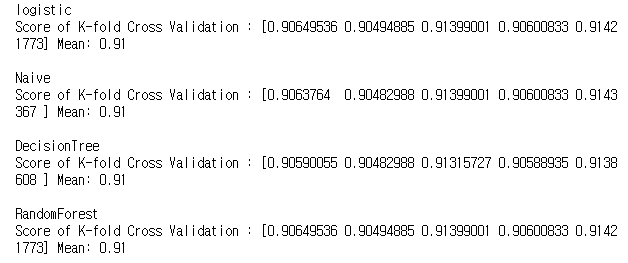 logistic
Score of K-fold Cross Validation : [0.90649536 0.90494885 0.91399001 0.90600833 0.9142
1773] Mean: 0.91
Naive
Score of K-fold Cross Validation : [0.9063764  0.90482988 0.91399001 0.90600833 0.9143
367 ] Mean: 0.91
DecisionTree
Score of K-fold Cross Validation : [0.90590055 0.90482988 0.91315727 0.90588935 0.9138
608 ] Mean: 0.91
RandomForest
Score of K-fold Cross Validation : [0.90649536 0.90494885 0.91399001 0.90600833 0.9142
1773] Mean: 0.91